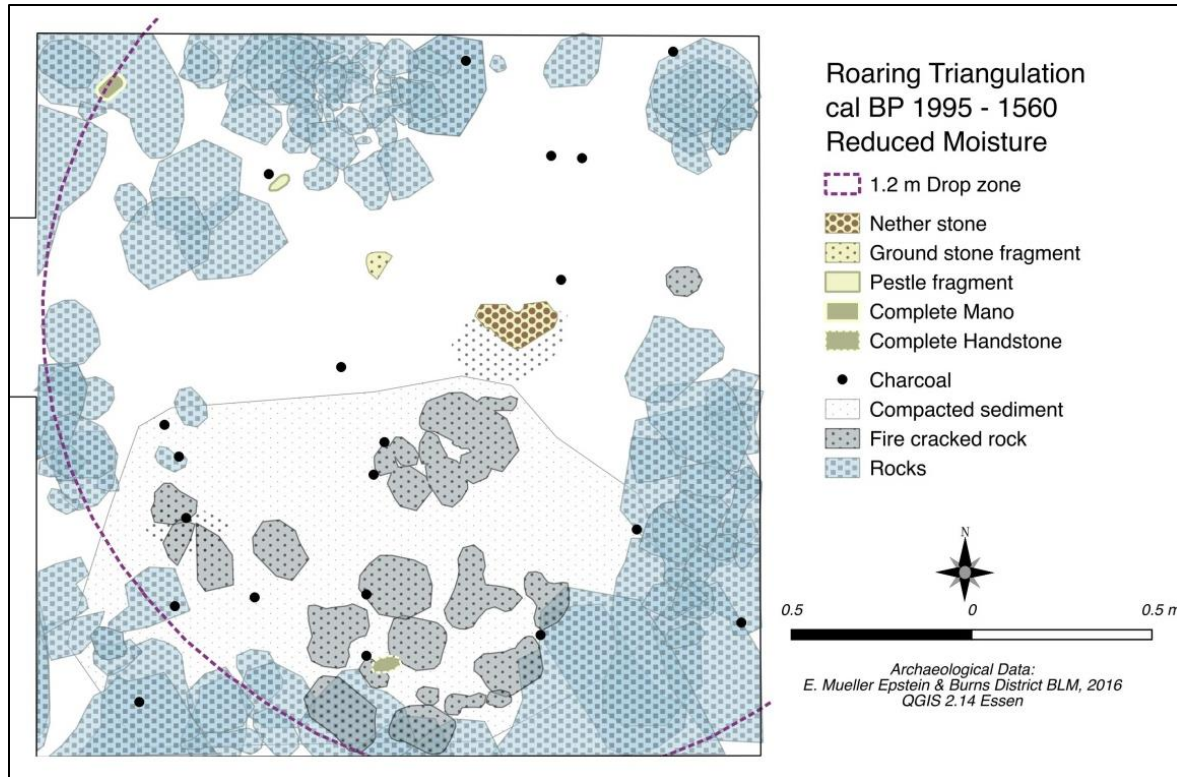 Roaring Triangulation
cal BP 1995 - 1560
Reduced Moisture
1.2 m Drop zone
Nether stone
Ground stone fragment
Pestle fragment
Complete Mano
Complete Handstone
Charcoal
Compacted sediment
Fire cracked rock
Rocks
N
0.5 0 0.5 m
Archaeological Data:
E. Mueller Epstein & Burns District BLM, 2016
QGIS 2.14 Essen